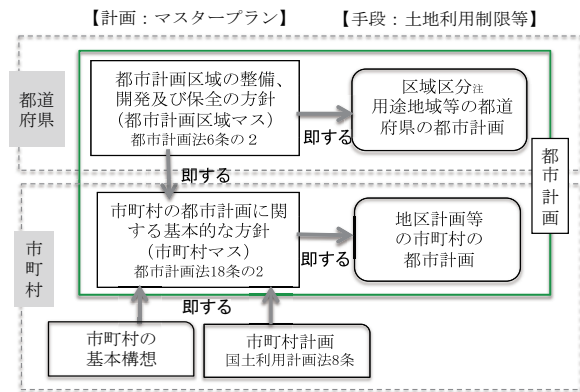 【計画：マスタープラン】
【手段：土地利用制限等】
都道
府県
都市計画区域の整備、
開発及び保全の方針
（都市計画区域マス）
都市計画法6条の２
即する
区域区分注
用途地域等の都道
府県の都市計画
都市計画
即する
市町村
市町村の都市計画に関
する基本的な方針
（市町村マス）
都市計画法18条の2
即する
地区計画等
の市町村の
都市計画
即する
市町村の
基本構想
市町村計画
国土利用計画法8条